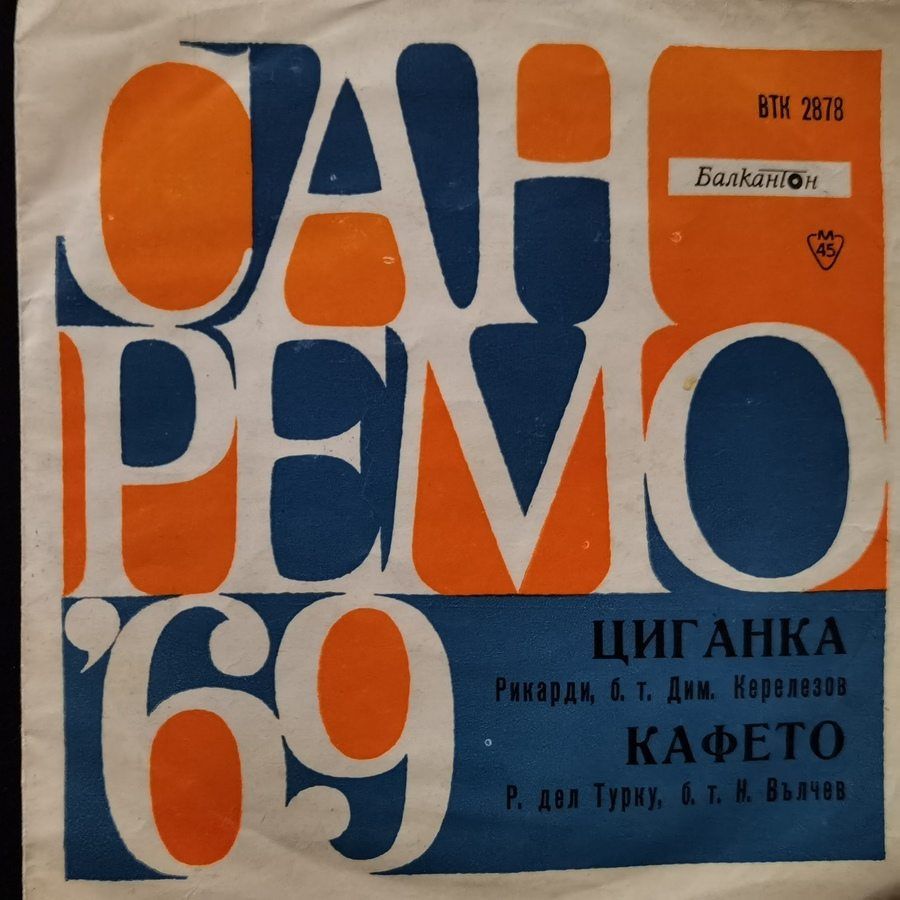 САН
РЕМО
'69
ВТК 2878
Балкантон
М
45
ЦИГАНКА
Рикарди, б. т. Дим. Керелезов
КАФЕТО
Р. дел Турку, б. т. Н. Вълчев